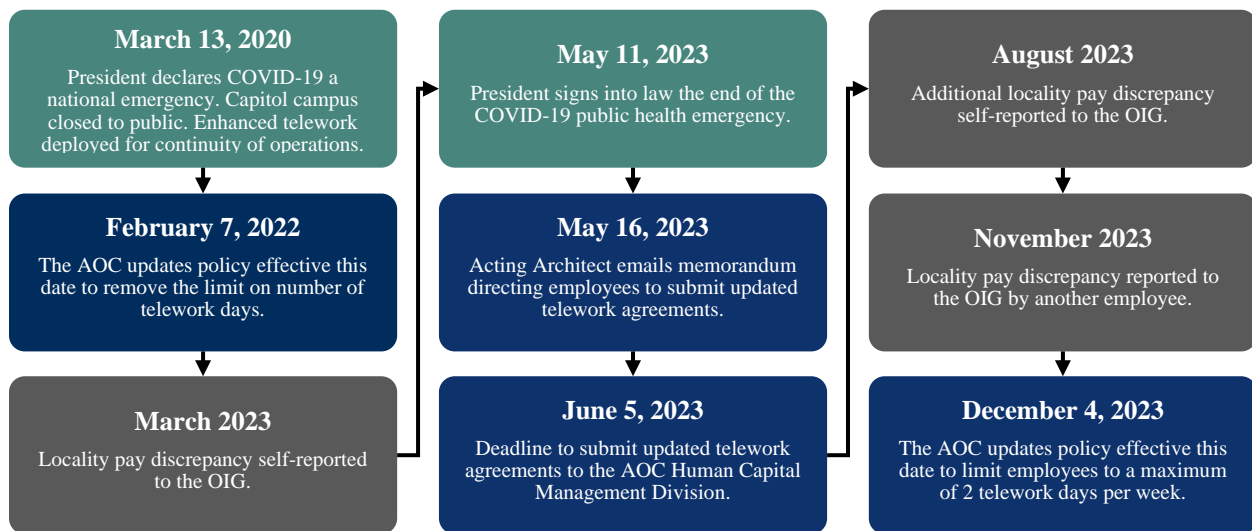 March 13, 2020
President declares COVID-19 a
national emergency. Capitol campus
closed to public. Enhanced telework
deployed for continuity of operations.
February 7, 2022
The AOC updates policy effective this
date to remove the limit on number of
telework days.
March 2023
Locality pay discrepancy self-reported
to the OIG.
May 11, 2023
President signs into law the end of the
COVID-19 public health emergency.
May 16, 2023
Acting Architect emails memorandum
directing employees to submit updated
telework agreements.
June 5, 2023
Deadline to submit updated telework
agreements to the AOC Human Capital
Management Division.
August 2023
Additional locality pay discrepancy
self-reported to the OIG.
November 2023
Locality pay discrepancy reported to
the OIG by another employee.
December 4, 2023
The AOC updates policy effective this
date to limit employees to a maximum
of 2 telework days per week.